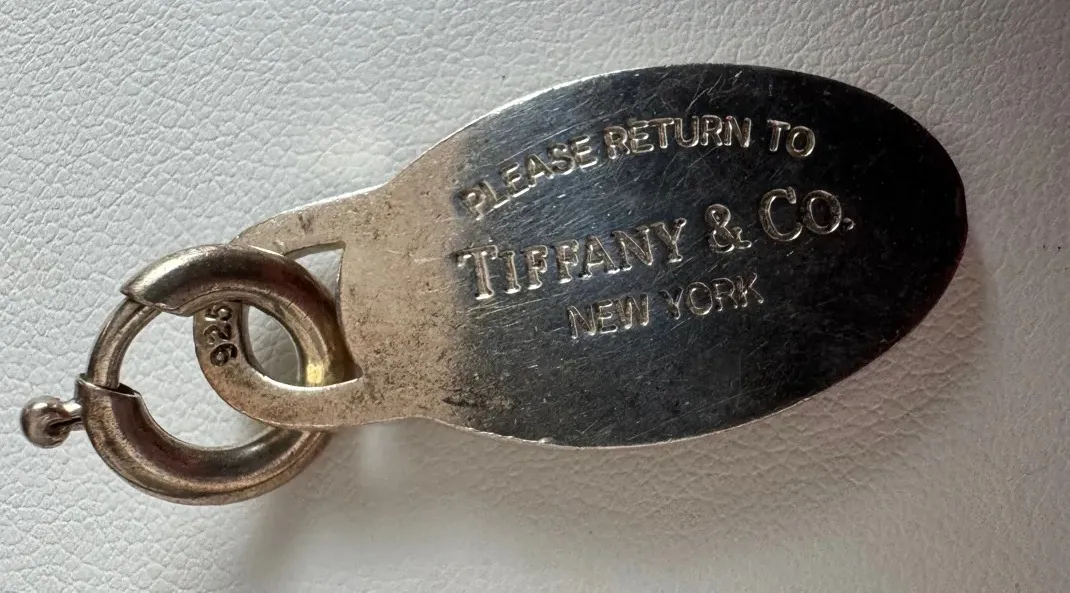 PLEASE RETURN TO
TIFFANY & CO.
NEW YORK
925